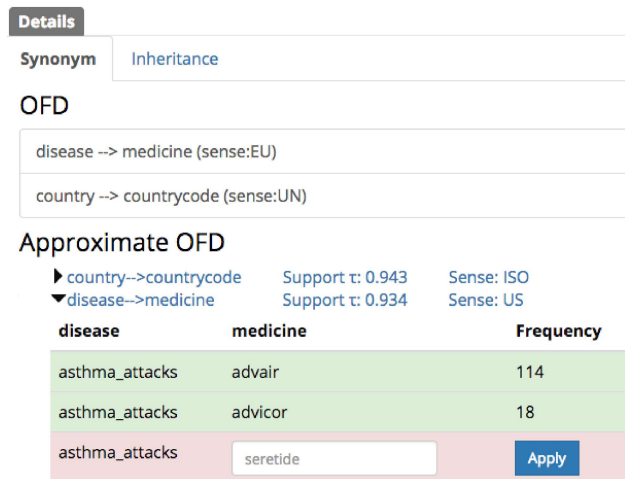 Details
Synonym Inheritance
OFD
disease --> medicine (sense:EU)
country --> countrycode (sense:UN)
Approximate OFD
country-->countrycode Support τ: 0.943 Sense: ISO
disease-->medicine Support τ: 0.934 Sense: US
disease medicine Frequency
asthma_attacks advair 114
asthma_attacks advicor 18
asthma_attacks seretide Apply